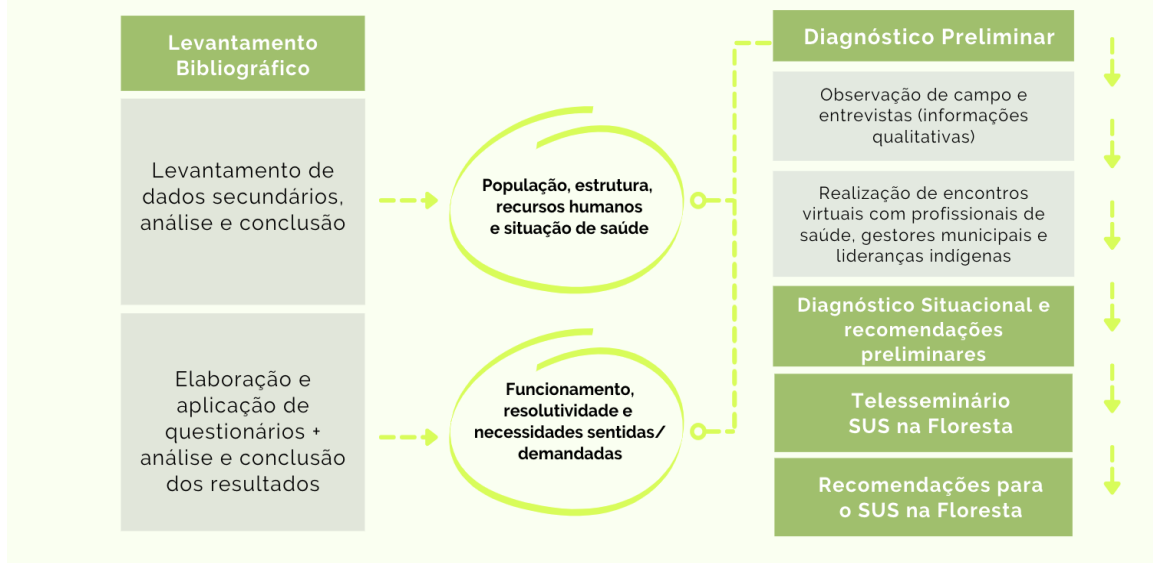 Levantamento
Bibliográfico
Levantamento de
dados secundários,
análise e conclusão
Elaboração e
aplicação de
questionários +
análise e conclusão
dos resultados
População, estrutura,
recursos humanos
e situação de saúde
Funcionamento,
resolutividade e
necessidades sentidas/
demandadas
Diagnóstico Preliminar
Observação de campo e
entrevistas (informações
qualitativas)
Realização de encontros
virtuais com profissionais de
saúde, gestores municipais e
lideranças indígenas
Diagnóstico Situacional e
recomendações
preliminares
Telesseminário
SUS na Floresta
Recomendações para
o SUS na Floresta